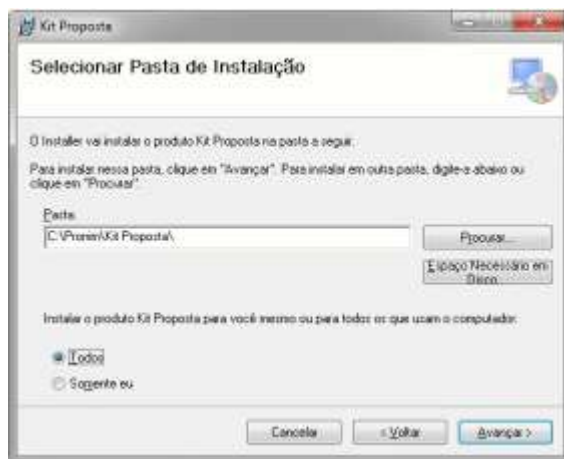 Kit Proposta
Selecionar Pasta de Instalação
O Installer vai instalar o produto Kit Proposta na pasta a seguir.
Para instalar nessa pasta, clique em "Avançar". Para instalar em outra pasta, digite-a abaixo ou
clique em "Procurar".
Pasta:
C:\Pronim\Kit Proposta\
Procurar...
Espaço Necessário em
Disco...
Instalar o produto Kit Proposta para você mesmo ou para todos os que usam o computador:
Todos
Somente eu
Cancelar
< Voltar
Avançar >